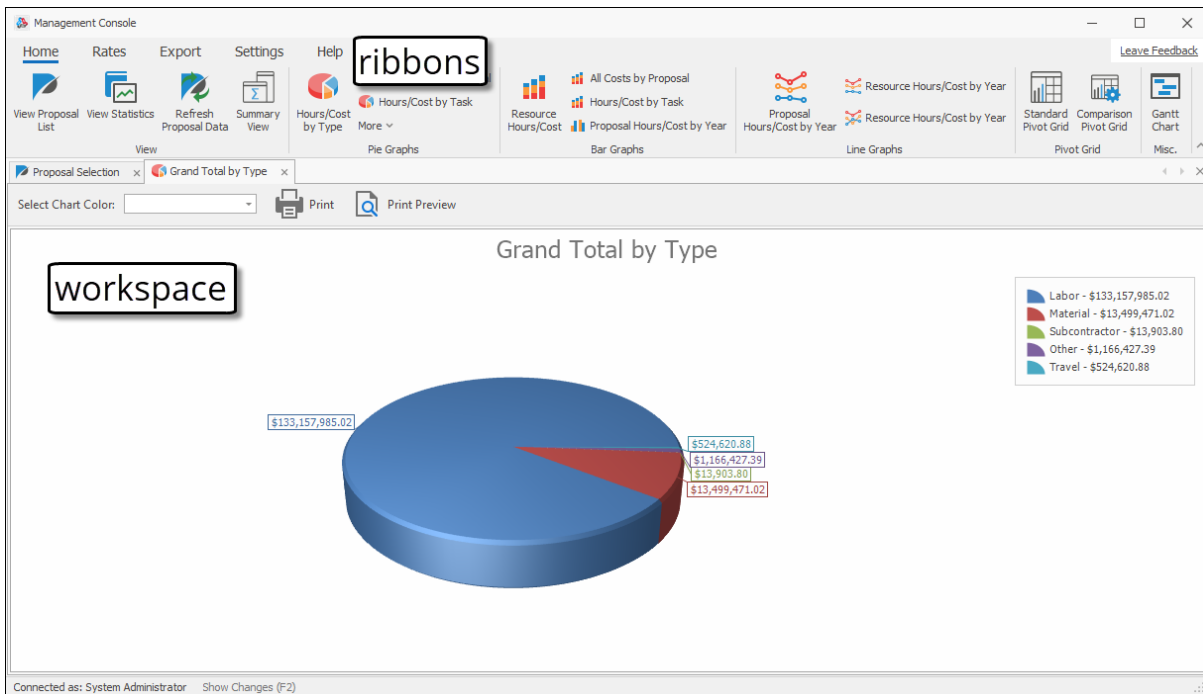 Management Console
Home Rates Export Settings Help
ribbons
Leave Feedback
View Proposal List
View Statistics
Refresh Proposal Data
Summary View
View
Hours/Cost by Type
Hours/Cost by Task
More
Pie Graphs
Resource Hours/Cost
All Costs by Proposal
Hours/Cost by Task
Proposal Hours/Cost by Year
Bar Graphs
Proposal Hours/Cost by Year
Resource Hours/Cost by Year
Resource Hours/Cost by Year
Line Graphs
Standard Pivot Grid
Comparison Pivot Grid
Pivot Grid
Gantt Chart
Misc.
Proposal Selection
Grand Total by Type
Select Chart Color:
Print
Print Preview
Grand Total by Type
workspace
Labor - $133,157,985.02
Material - $13,499,471.02
Subcontractor - $13,903.80
Other - $1,166,427.39
Travel - $524,620.88
$133,157,985.02
$524,620.88
$1,166,427.39
$13,903.80
$13,499,471.02
Connected as: System Administrator Show Changes (F2)